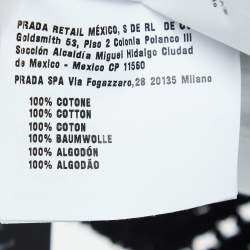 PRADA RETAIL MÉXICO, S DE RL DE
Goldsmith 53, Piso 2 Colonia Polanco III
Sección Alcaldía Miguel Hidalgo Ciudad
de Mexico - Mexico CP 11560
PRADA SPA Via Fogazzaro, 28 20135 Milano
100% COTONE
100% COTTON
100% COTON
100% BAUMWOLLE
100% ALGODÓN
100% ALGODÃO